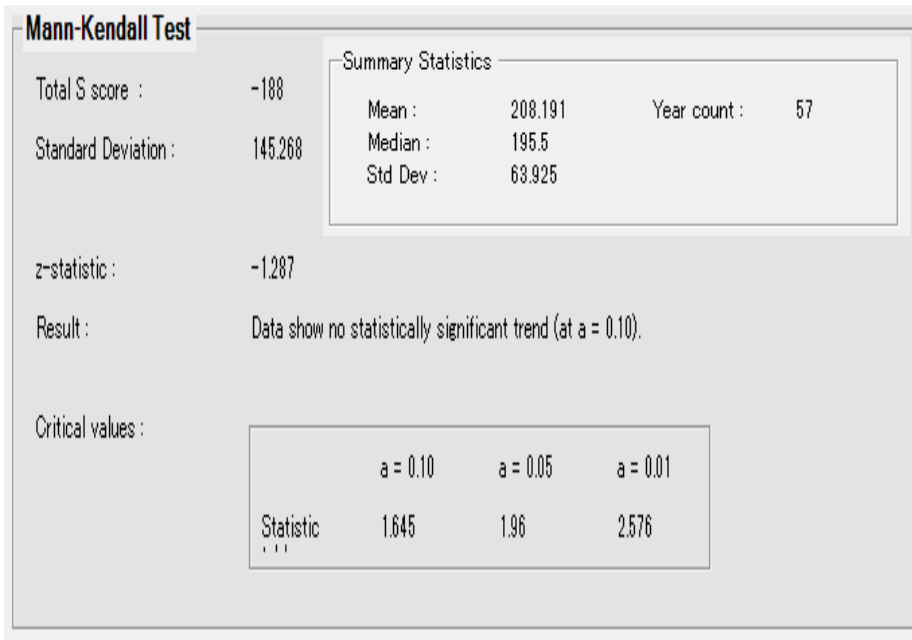 Mann-Kendall Test
Total S score : -188
Standard Deviation : 145.268
Summary Statistics
Mean : 208.191 Year count : 57
Median : 195.5
Std Dev : 63.925
z-statistic : -1.287
Result : Data show no statistically significant trend (at a = 0.10).
Critical values :
a = 0.10 a = 0.05 a = 0.01
Statistic 1.645 1.96 2.576